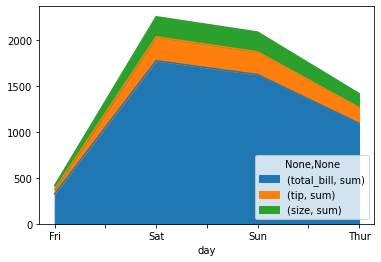 2000
1500
1000
500
0
None,None
(total_bill, sum)
(tip, sum)
(size, sum)
Fri
Sat
Sun
Thur
day